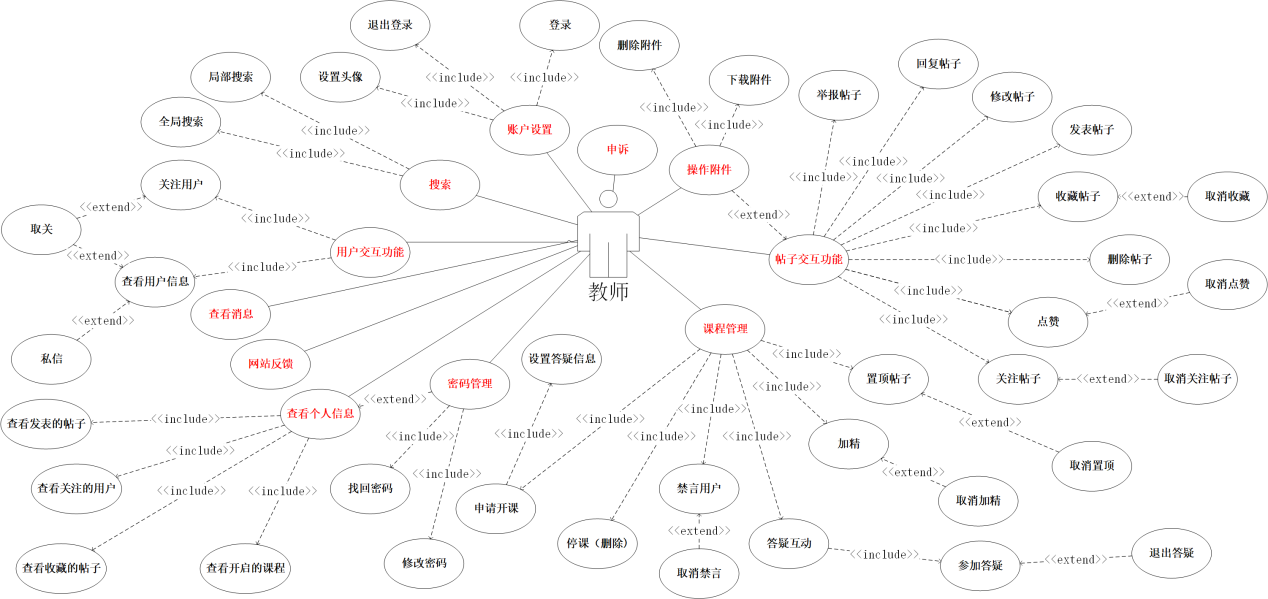 退出登录
登录
删除附件
回复帖子
局部搜索
设置头像
<<include>>
<<include>>
下载附件
举报帖子
修改帖子
<<include>>
<<include>>
全局搜索
<<include>>
账户设置
<<include>>
发表帖子
<<include>>
申诉
操作附件
<<include>>
<<include>>
<<include>>
关注用户
搜索
<<include>>
收藏帖子
<<extend>>
取消收藏
<<extend>>
<<include>>
<<extend>>
<<include>>
取关
用户交互功能
帖子交互功能
<<include>>
删除帖子
<<extend>>
<<include>>
查看用户信息
取消点赞
教师
<<include>>
<<extend>>
查看消息
<<extend>>
<<include>>
点赞
课程管理
私信
网站反馈
设置答疑信息
<<include>>
密码管理
<<include>>
置顶帖子
关注帖子
<<extend>>
取消关注帖子
<<extend>>
查看个人信息
<<include>>
查看发表的帖子
<<include>>
<<include>>
<<extend>>
<<include>>
<<include>>
<<include>>
<<include>>
加精
<<include>>
取消置顶
<<include>>
<<extend>>
查看关注的用户
<<include>>
<<include>>
找回密码
禁言用户
取消加精
申请开课
<<extend>>
停课（删除)
答疑互动
<<include>>
退出答疑
<<extend>>
查看收藏的帖子
查看开启的课程
修改密码
取消禁言
参加答疑